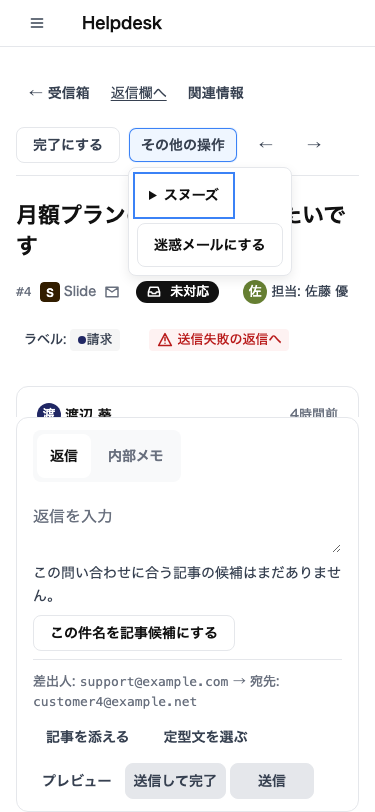 Helpdesk
← 受信箱 返信欄へ 関連情報
完了にする その他の操作 ← →
▶ スヌーズ
迷惑メールにする
月額プラン たいで
す
#4 S Slide 未対応 佐 担当: 佐藤 優
ラベル: 請求 送信失敗の返信へ
渡 渡辺 葵 4時間前
返信 内部メモ
返信を入力
この問い合わせに合う記事の候補はまだありませ
ん。
この件名を記事候補にする
差出人: support@example.com → 宛先:
customer4@example.net
記事を添える 定型文を選ぶ
プレビュー 送信して完了 送信